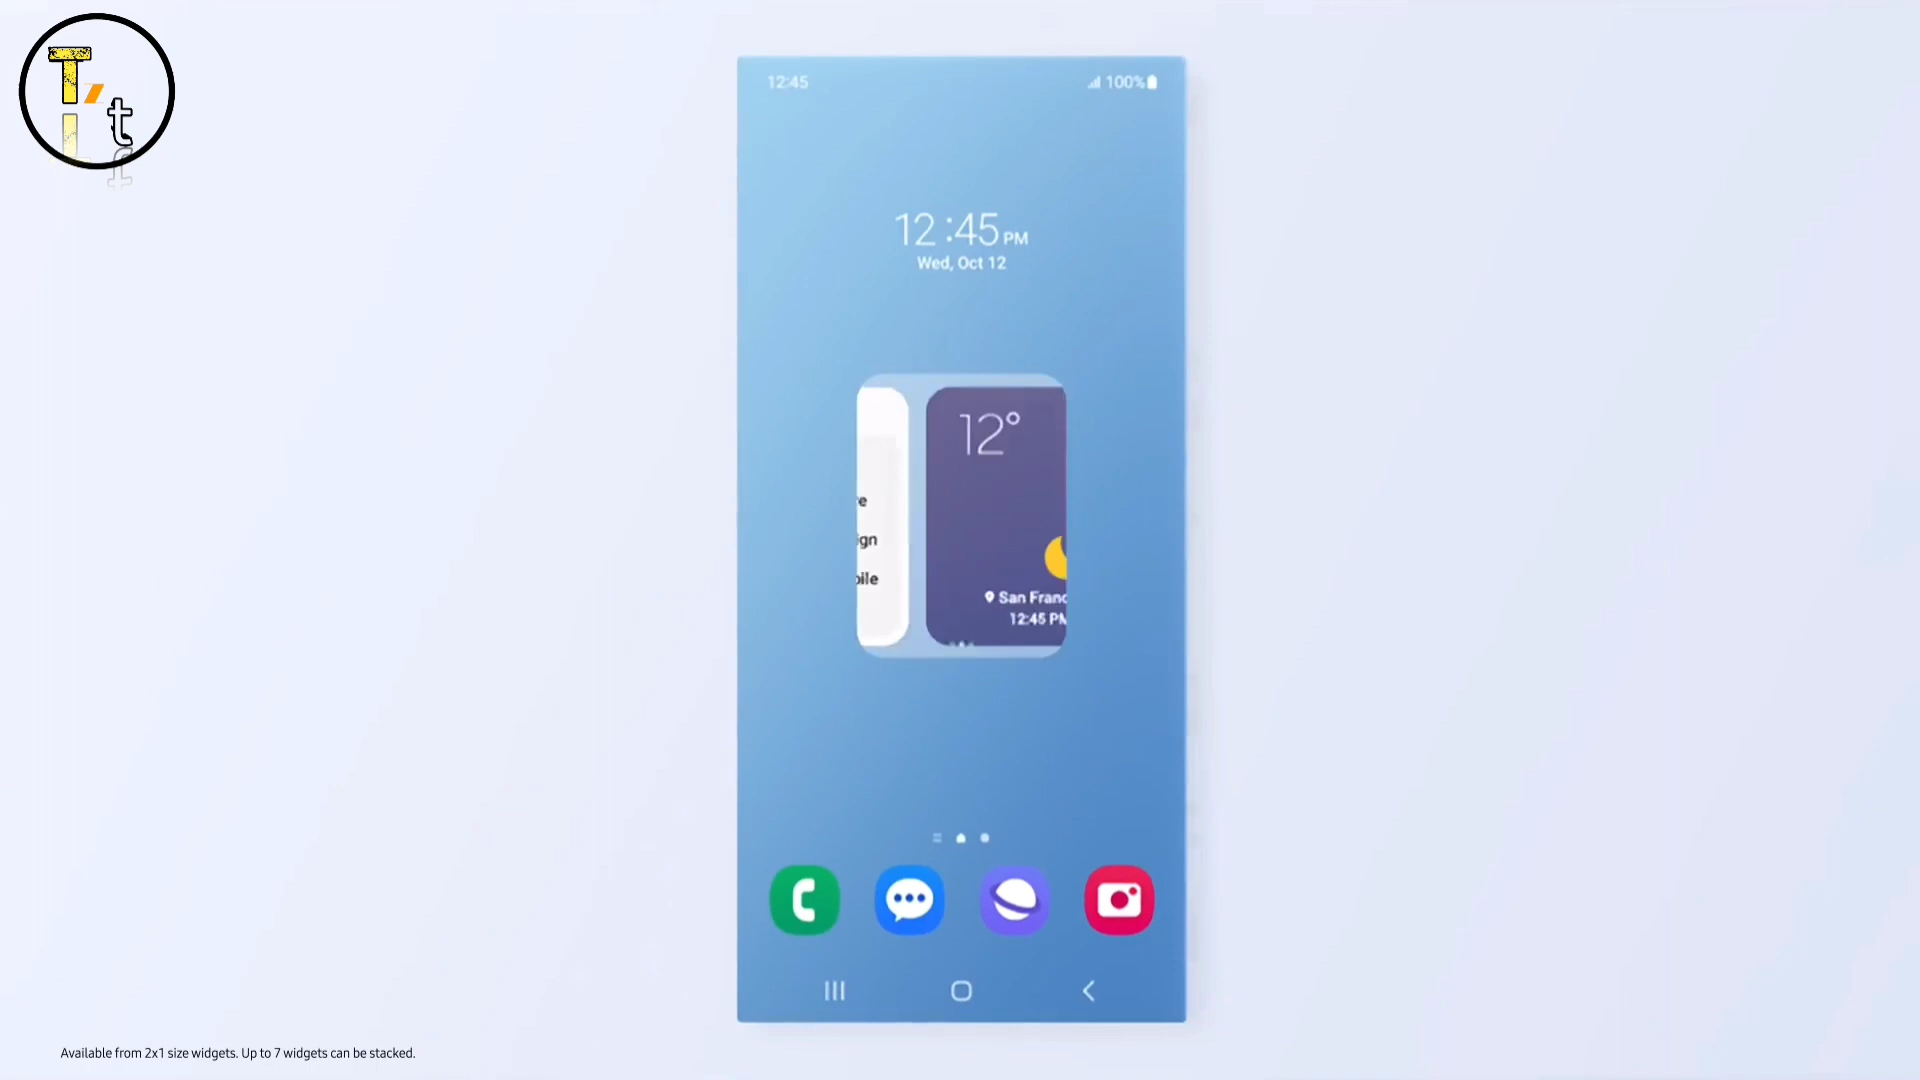 T
t
12:45
100%
12:45 PM
Wed, Oct 12
12°
ign
San Franc
12:45 PM
Available from 2x1 size widgets. Up to 7 widgets can be stacked.